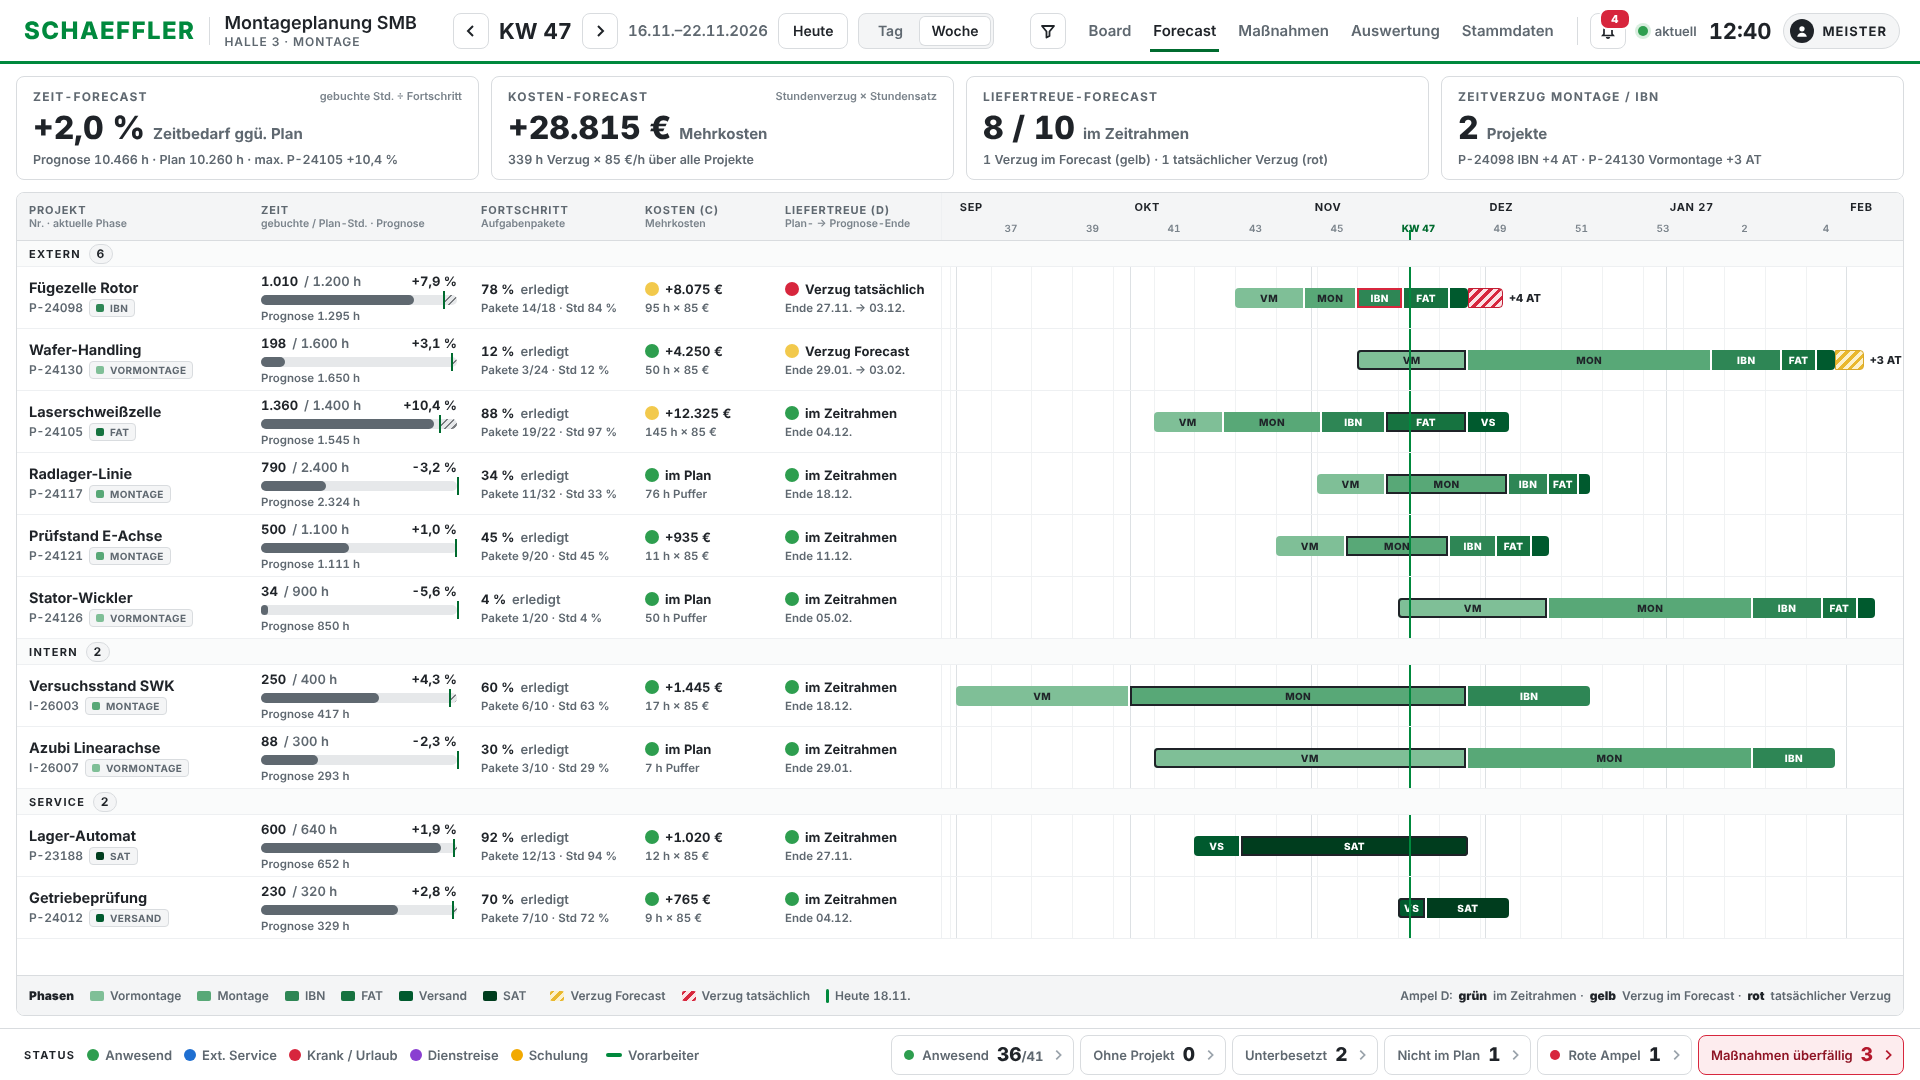 SCHAEFFLER
Montageplanung SMB
HALLE 3 · MONTAGE
KW 47
16.11.–22.11.2026
Heute
Tag
Woche
Board
Forecast
Maßnahmen
Auswertung
Stammdaten
4
aktuell
12:40
MEISTER
ZEIT-FORECAST
gebuchte Std. ÷ Fortschritt
+2,0 % Zeitbedarf ggü. Plan
Prognose 10.466 h · Plan 10.260 h · max. P-24105 +10,4 %
KOSTEN-FORECAST
Stundenverzug × Stundensatz
+28.815 € Mehrkosten
339 h Verzug × 85 €/h über alle Projekte
LIEFERTREUE-FORECAST
8 / 10 im Zeitrahmen
1 Verzug im Forecast (gelb) · 1 tatsächlicher Verzug (rot)
ZEITVERZUG MONTAGE / IBN
2 Projekte
P-24098 IBN +4 AT · P-24130 Vormontage +3 AT
PROJEKT
Nr. · aktuelle Phase
ZEIT
gebuchte / Plan-Std. · Prognose
FORTSCHRITT
Aufgabenpakete
KOSTEN (C)
Mehrkosten
LIEFERTREUE (D)
Plan- → Prognose-Ende
SEP OKT NOV DEZ JAN 27 FEB
37 39 41 43 45 KW 47 49 51 53 2 4
EXTERN 6
Fügezelle Rotor
P-24098 IBN
1.010 / 1.200 h +7,9 %
Prognose 1.295 h
78 % erledigt
Pakete 14/18 · Std 84 %
+8.075 €
95 h × 85 €
Verzug tatsächlich
Ende 27.11. → 03.12.
VM MON IBN FAT +4 AT
Wafer-Handling
P-24130 VORMONTAGE
198 / 1.600 h +3,1 %
Prognose 1.650 h
12 % erledigt
Pakete 3/24 · Std 12 %
+4.250 €
50 h × 85 €
Verzug Forecast
Ende 29.01. → 03.02.
VM MON IBN FAT +3 AT
Laserschweißzelle
P-24105 FAT
1.360 / 1.400 h +10,4 %
Prognose 1.545 h
88 % erledigt
Pakete 19/22 · Std 97 %
+12.325 €
145 h × 85 €
im Zeitrahmen
Ende 04.12.
VM MON IBN FAT VS
Radlager-Linie
P-24117 MONTAGE
790 / 2.400 h -3,2 %
Prognose 2.324 h
34 % erledigt
Pakete 11/32 · Std 33 %
im Plan
76 h Puffer
im Zeitrahmen
Ende 18.12.
VM MON IBN FAT
Prüfstand E-Achse
P-24121 MONTAGE
500 / 1.100 h +1,0 %
Prognose 1.111 h
45 % erledigt
Pakete 9/20 · Std 45 %
+935 €
11 h × 85 €
im Zeitrahmen
Ende 11.12.
VM MON IBN FAT
Stator-Wickler
P-24126 VORMONTAGE
34 / 900 h -5,6 %
Prognose 850 h
4 % erledigt
Pakete 1/20 · Std 4 %
im Plan
50 h Puffer
im Zeitrahmen
Ende 05.02.
VM MON IBN FAT
INTERN 2
Versuchsstand SWK
I-26003 MONTAGE
250 / 400 h +4,3 %
Prognose 417 h
60 % erledigt
Pakete 6/10 · Std 63 %
+1.445 €
17 h × 85 €
im Zeitrahmen
Ende 18.12.
VM MON IBN
Azubi Linearachse
I-26007 VORMONTAGE
88 / 300 h -2,3 %
Prognose 293 h
30 % erledigt
Pakete 3/10 · Std 29 %
im Plan
7 h Puffer
im Zeitrahmen
Ende 29.01.
VM MON IBN
SERVICE 2
Lager-Automat
P-23188 SAT
600 / 640 h +1,9 %
Prognose 652 h
92 % erledigt
Pakete 12/13 · Std 94 %
+1.020 €
12 h × 85 €
im Zeitrahmen
Ende 27.11.
VS SAT
Getriebeprüfung
P-24012 VERSAND
230 / 320 h +2,8 %
Prognose 329 h
70 % erledigt
Pakete 7/10 · Std 72 %
+765 €
9 h × 85 €
im Zeitrahmen
Ende 04.12.
VS SAT
Phasen Vormontage Montage IBN FAT Versand SAT Verzug Forecast Verzug tatsächlich Heute 18.11.
Ampel D: grün im Zeitrahmen · gelb Verzug im Forecast · rot tatsächlicher Verzug
STATUS Anwesend Ext. Service Krank / Urlaub Dienstreise Schulung Vorarbeiter
Anwesend 36/41
Ohne Projekt 0
Unterbesetzt 2
Nicht im Plan 1
Rote Ampel 1
Maßnahmen überfällig 3